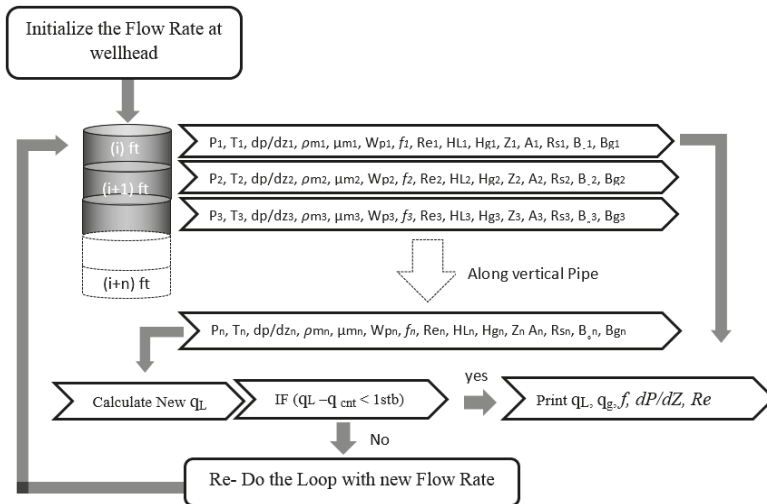 Initialize the Flow Rate at
wellhead
(i) ft
(i+1) ft
(i+n) ft
P1, T1, dp/dz1, ρm1, μm1, Wp1, f1, Re1, HL1, Hg1, Z1, A1, Rs1, B o1, Bg1
P2, T2, dp/dz2, ρm2, μm2, Wp2, f2, Re2, HL2, Hg2, Z2, A2, Rs2, B o2, Bg2
P3, T3, dp/dz3, ρm3, μm3, Wp3, f3, Re3, HL3, Hg3, Z3, A3, Rs3, B o3, Bg3
Along vertical Pipe
Pn, Tn, dp/dzn, ρmn, μmn, Wpn, fn, Ren, HLn, Hgn, Zn An, Rsn, B on, Bgn
Calculate New qL
IF (qL –q cnt < 1stb)
yes
Print qL, qg, f, dP/dZ, Re
No
Re- Do the Loop with new Flow Rate